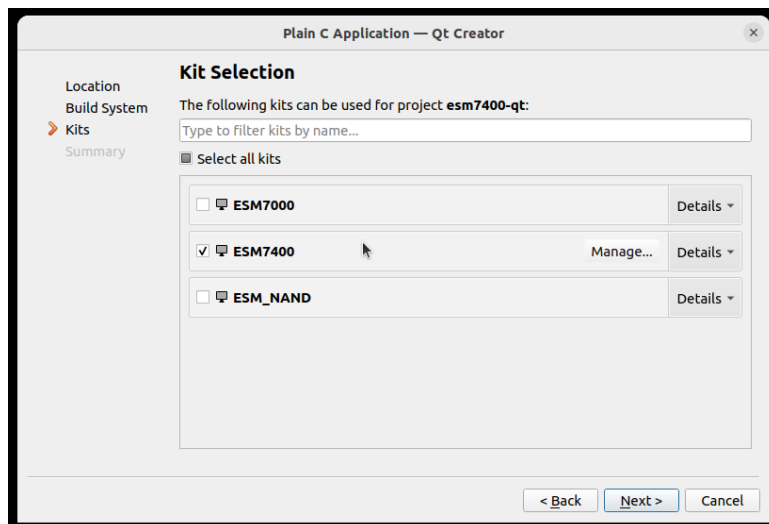 Plain C Application — Qt Creator
Location
Build System
Kits
Summary
Kit Selection
The following kits can be used for project esm7400-qt:
Type to filter kits by name...
Select all kits
ESM7000 Details
ESM7400 Manage... Details
ESM_NAND Details
< Back Next > Cancel